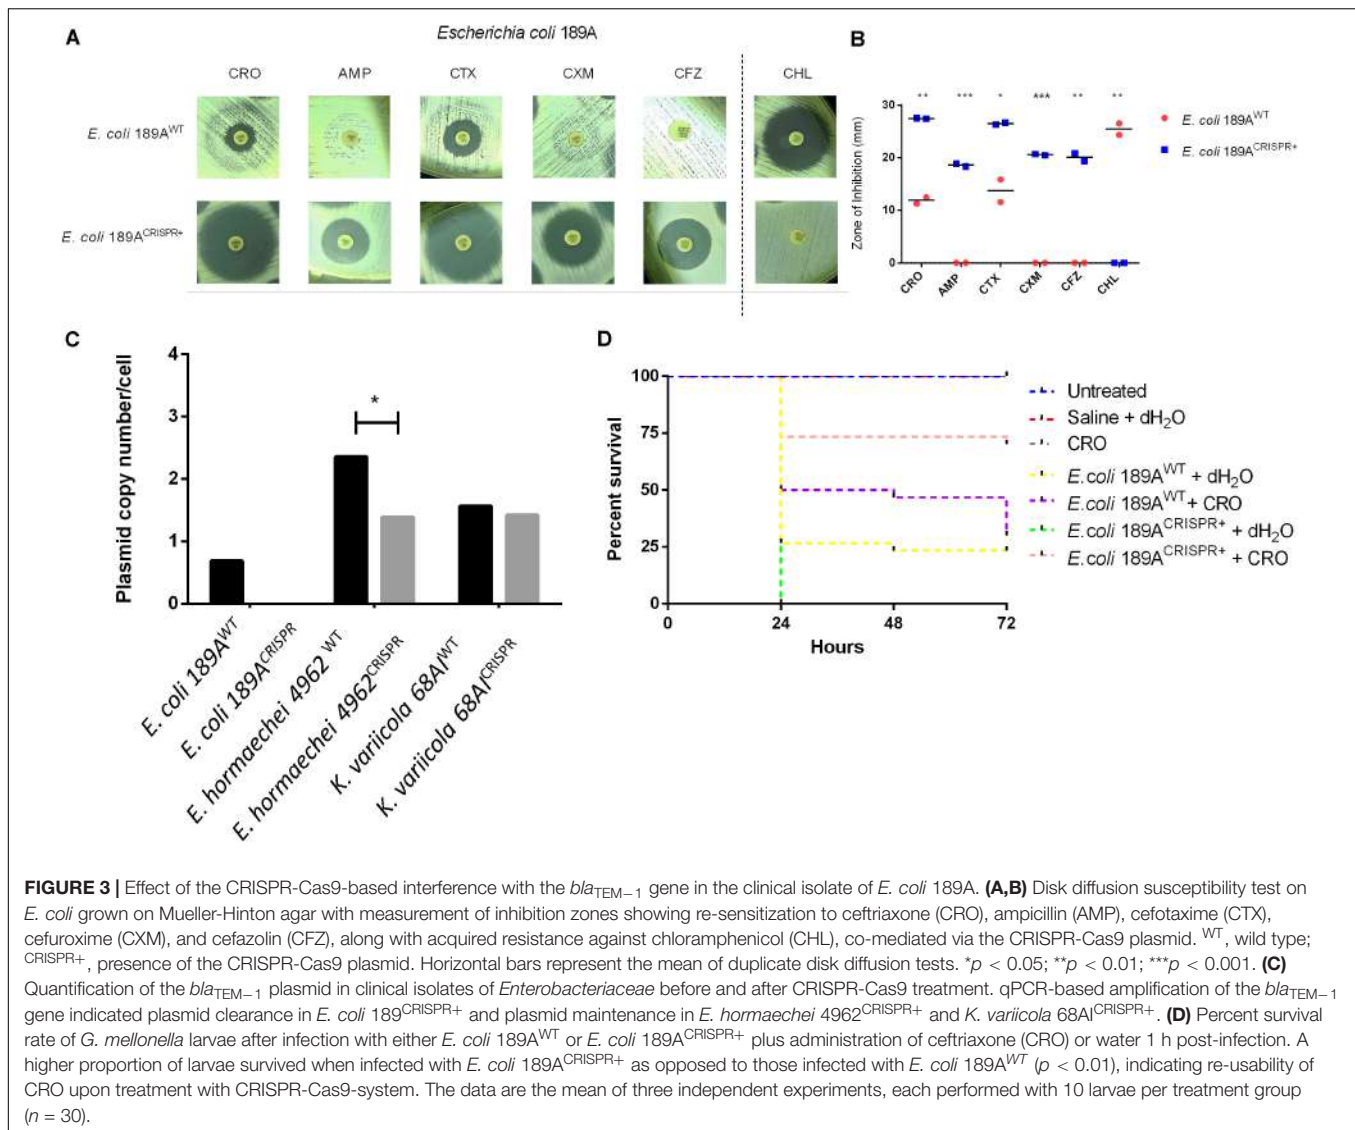 A
Escherichia coli 189A
CRO AMP CTX CXM CFZ CHL
E. coli 189A^WT
E. coli 189A^CRISPR+
B
** *** * *** ** **
30
20
10
0
Zone of Inhibition (mm)
CRO AMP CTX CXM CFZ CHL
E. coli 189A^WT
E. coli 189A^CRISPR+
C
Plasmid copy number/cell
4
3
2
1
0
*
E. coli 189A^WT
E. coli 189A^CRISPR
E. hormaechei 4962^WT
E. hormaechei 4962^CRISPR
K. variicola 68AI^WT
K. variicola 68AI^CRISPR
D
Percent survival
100
75
50
25
0
0 24 48 72
Hours
Untreated
Saline + dH₂O
CRO
E.coli 189A^WT + dH₂O
E.coli 189A^WT + CRO
E.coli 189A^CRISPR+ + dH₂O
E.coli 189A^CRISPR+ + CRO
FIGURE 3 | Effect of the CRISPR-Cas9-based interference with the bla_TEM−1 gene in the clinical isolate of E. coli 189A. (A,B) Disk diffusion susceptibility test on
E. coli grown on Mueller-Hinton agar with measurement of inhibition zones showing re-sensitization to ceftriaxone (CRO), ampicillin (AMP), cefotaxime (CTX),
cefuroxime (CXM), and cefazolin (CFZ), along with acquired resistance against chloramphenicol (CHL), co-mediated via the CRISPR-Cas9 plasmid. ^WT, wild type;
^CRISPR+, presence of the CRISPR-Cas9 plasmid. Horizontal bars represent the mean of duplicate disk diffusion tests. *p < 0.05; **p < 0.01; ***p < 0.001. (C)
Quantification of the bla_TEM−1 plasmid in clinical isolates of Enterobacteriaceae before and after CRISPR-Cas9 treatment. qPCR-based amplification of the bla_TEM−1
gene indicated plasmid clearance in E. coli 189^CRISPR+ and plasmid maintenance in E. hormaechei 4962^CRISPR+ and K. variicola 68AI^CRISPR+. (D) Percent survival
rate of G. mellonella larvae after infection with either E. coli 189A^WT or E. coli 189A^CRISPR+ plus administration of ceftriaxone (CRO) or water 1 h post-infection. A
higher proportion of larvae survived when infected with E. coli 189A^CRISPR+ as opposed to those infected with E. coli 189A^WT (p < 0.01), indicating re-usability of
CRO upon treatment with CRISPR-Cas9-system. The data are the mean of three independent experiments, each performed with 10 larvae per treatment group
(n = 30).